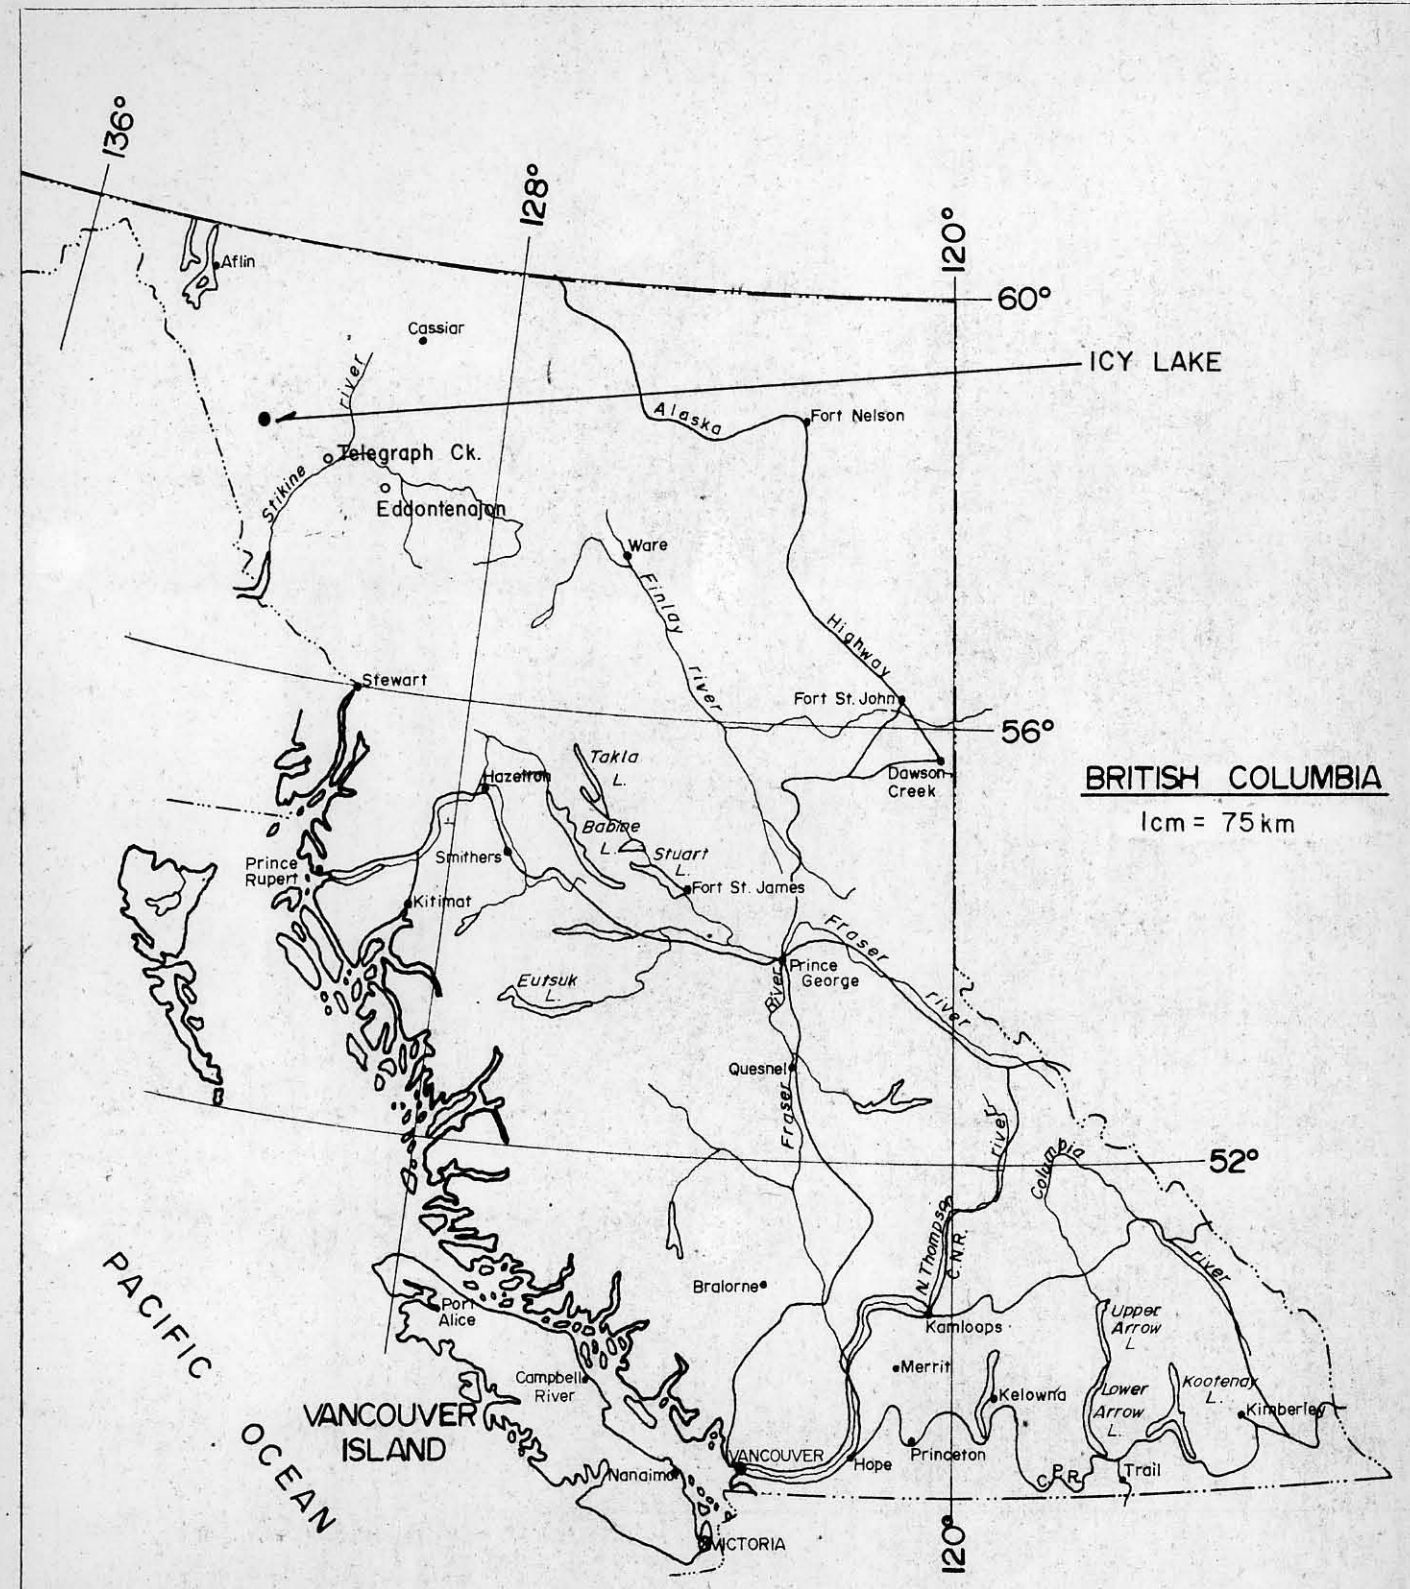 136°
128°
120°
Atlin
60°
Cassiar
ICY LAKE
river
Alaska
Fort Nelson
Telegraph Ck.
Stikine
Eddontenajon
Ware
Finlay
river
Highway
Stewart
Fort St. John
56°
Takla
L.
Hazelton
Dawson
Creek
BRITISH COLUMBIA
1cm = 75 km
Babine
L.
Stuart
L.
Smithers
Prince
Rupert
Fort St. James
Kitimat
Fraser
river
Prince
George
River
Eutsuk
L.
Quesnel
Fraser
river
Columbia
52°
N. Thompson
C.N.R.
river
PACIFIC
OCEAN
Bralorne
Port
Alice
Kamloops
Upper
Arrow
L.
Merrit
Campbell
River
Kelowna
Lower
Arrow
L.
Kootenay
L.
Kimberley
VANCOUVER
ISLAND
VANCOUVER
Hope
Princeton
Nanaimo
C.P.R.
Trail
VICTORIA
120°